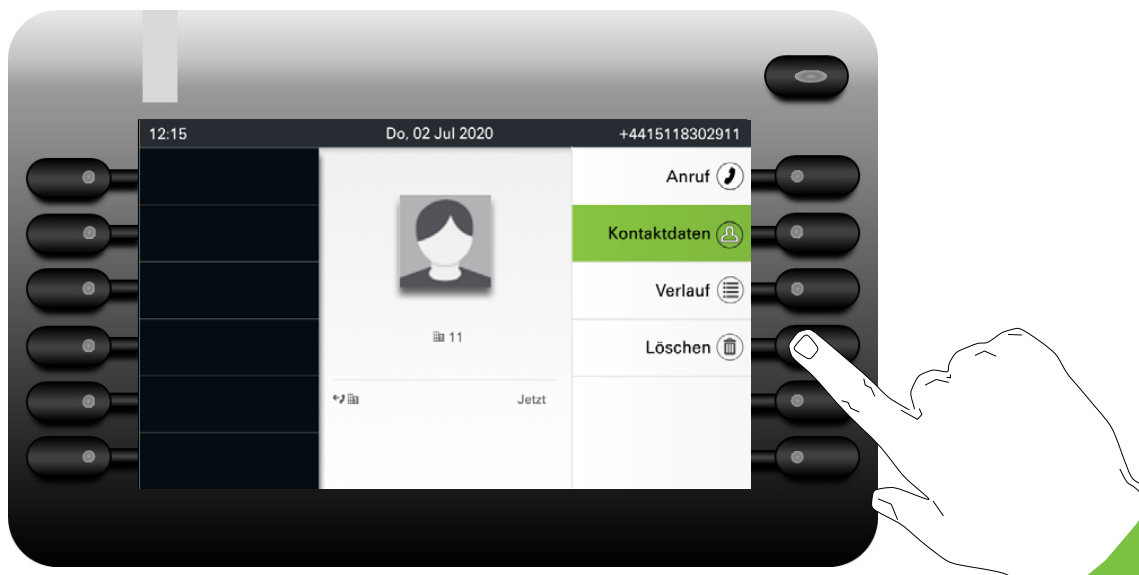 12:15 Do, 02 Jul 2020 +4415118302911
Anruf
Kontaktdaten
Verlauf
11
Löschen
Jetzt